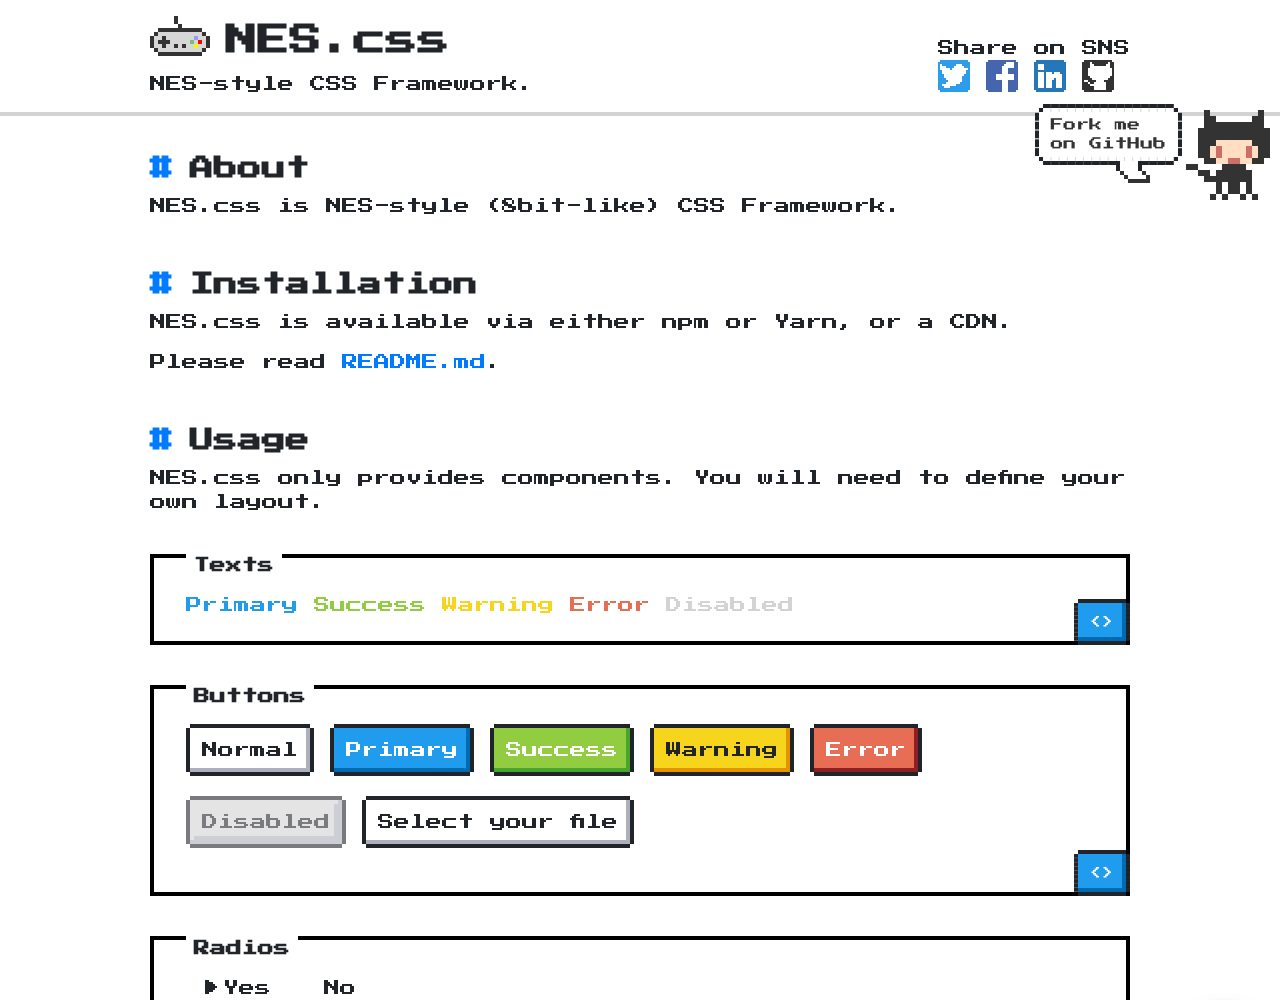 NES.css
NES-style CSS Framework.
Share on SNS
Fork me
on GitHub
# About
NES.css is NES-style (8bit-like) CSS Framework.
# Installation
NES.css is available via either npm or Yarn, or a CDN.
Please read README.md.
# Usage
NES.css only provides components. You will need to define your
own layout.
Texts
Primary Success Warning Error Disabled
<>
Buttons
Normal Primary Success Warning Error
Disabled Select your file
<>
Radios
Yes No